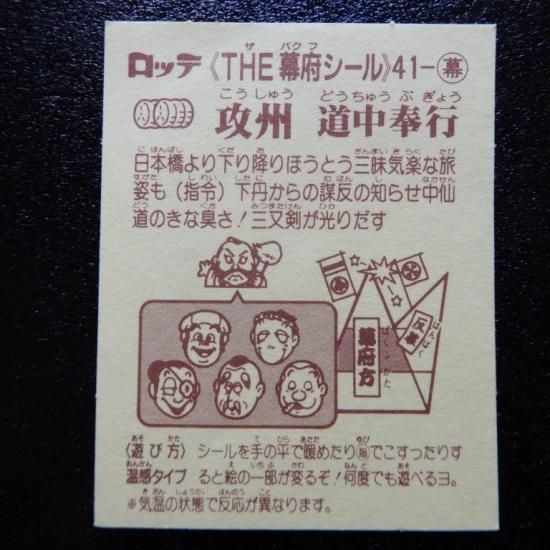 ロッテ 《THE幕府シール》41-幕
攻州 道中奉行
日本橋より下り降りほうとう三昧気楽な旅
姿も(指令)下丹からの謀反の知らせ中仙
道のきな臭さ!三又剣が光りだす
幕府方
反幕
〈遊び方〉 シールを手の平で暖めたり指でこすったりす
温感タイプ ると絵の一部が変るぞ!何度でも遊べるヨ。
※気温の状態で反応が異なります。